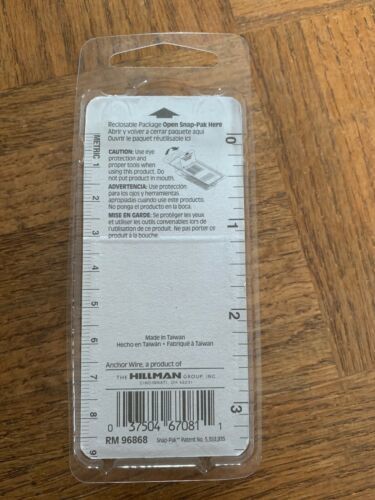 Reclosable Package Open Snap-Pak Here
Abrir y volver a cerrar paquete aqui
Ouvrir le paquet réutilisable ici
METRIC 1 2 3 4 5 6 7 8 9
0 1 2 3
CAUTION: Use eye
protection and
proper tools when
using this product. Do
not put product in mouth.
ADVERTENCIA: Use protección
para los ojos y herramientas
apropiadas cuando use este producto.
No ponga el producto en la boca.
MISE EN GARDE: Se protéger les yeux
et utiliser les outils convenables lors de
l'utilisation de ce produit. Ne pas porter ce
produit à la bouche.
Made in Taiwan
Hecho en Taiwán • Fabriqué à Taiwan
Anchor Wire, a product of
THE HILLMAN GROUP INC.
CINCINNATI, OH 45231
0 37504 67081 1
RM 96868
Snap-Pak™ Patent No. 5,353,935